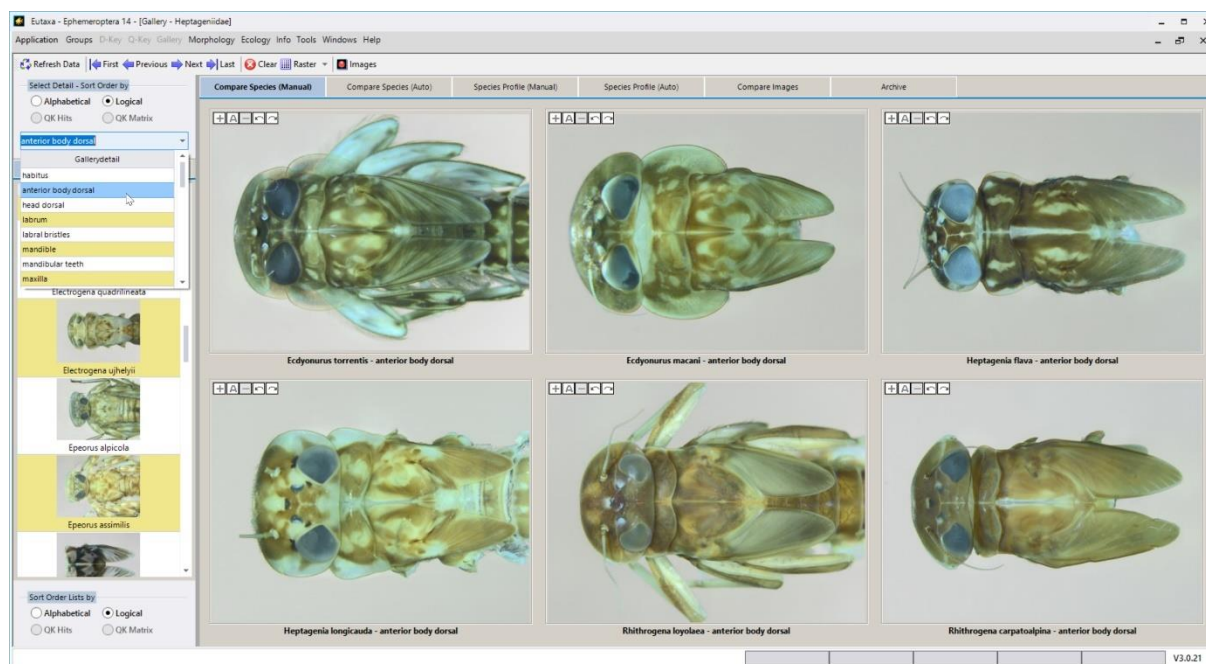 Eutaxa - Ephemeroptera 14 - [Gallery - Heptageniidae]
Application Groups D-Key Q-Key Gallery Morphology Ecology Info Tools Windows Help
Refresh Data First Previous Next Last Clear Raster Images
Select Detail - Sort Order by
Alphabetical Logical
QK Hits QK Matrix
anterior body dorsal
Gallerydetail
habitus
anterior body dorsal
head dorsal
labrum
labral bristles
mandible
mandibular teeth
maxilla
Electrogena quadrilineata
Electrogena ujhelyii
Epeorus alpicola
Epeorus assimilis
Sort Order Lists by
Alphabetical Logical
QK Hits QK Matrix
Compare Species (Manual) Compare Species (Auto) Species Profile (Manual) Species Profile (Auto) Compare Images Archive
A A A
Ecdyonurus torrentis - anterior body dorsal Ecdyonurus macani - anterior body dorsal Heptagenia flava - anterior body dorsal
A A A
Heptagenia longicauda - anterior body dorsal Rhithrogena loyolaea - anterior body dorsal Rhithrogena carpatoalpina - anterior body dorsal
V3.0.21